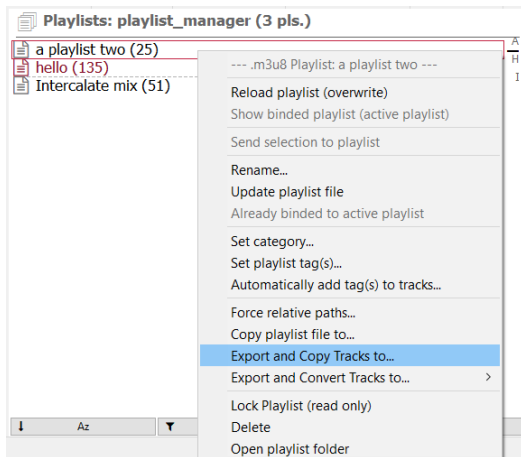 Playlists: playlist_manager (3 pls.)
a playlist two (25)
hello (135)
Intercalate mix (51)
A
H
I
--- .m3u8 Playlist: a playlist two ---
Reload playlist (overwrite)
Show binded playlist (active playlist)
Send selection to playlist
Rename...
Update playlist file
Already binded to active playlist
Set category...
Set playlist tag(s)...
Automatically add tag(s) to tracks...
Force relative paths...
Copy playlist file to...
Export and Copy Tracks to...
Export and Convert Tracks to...
Lock Playlist (read only)
Delete
Open playlist folder
Az